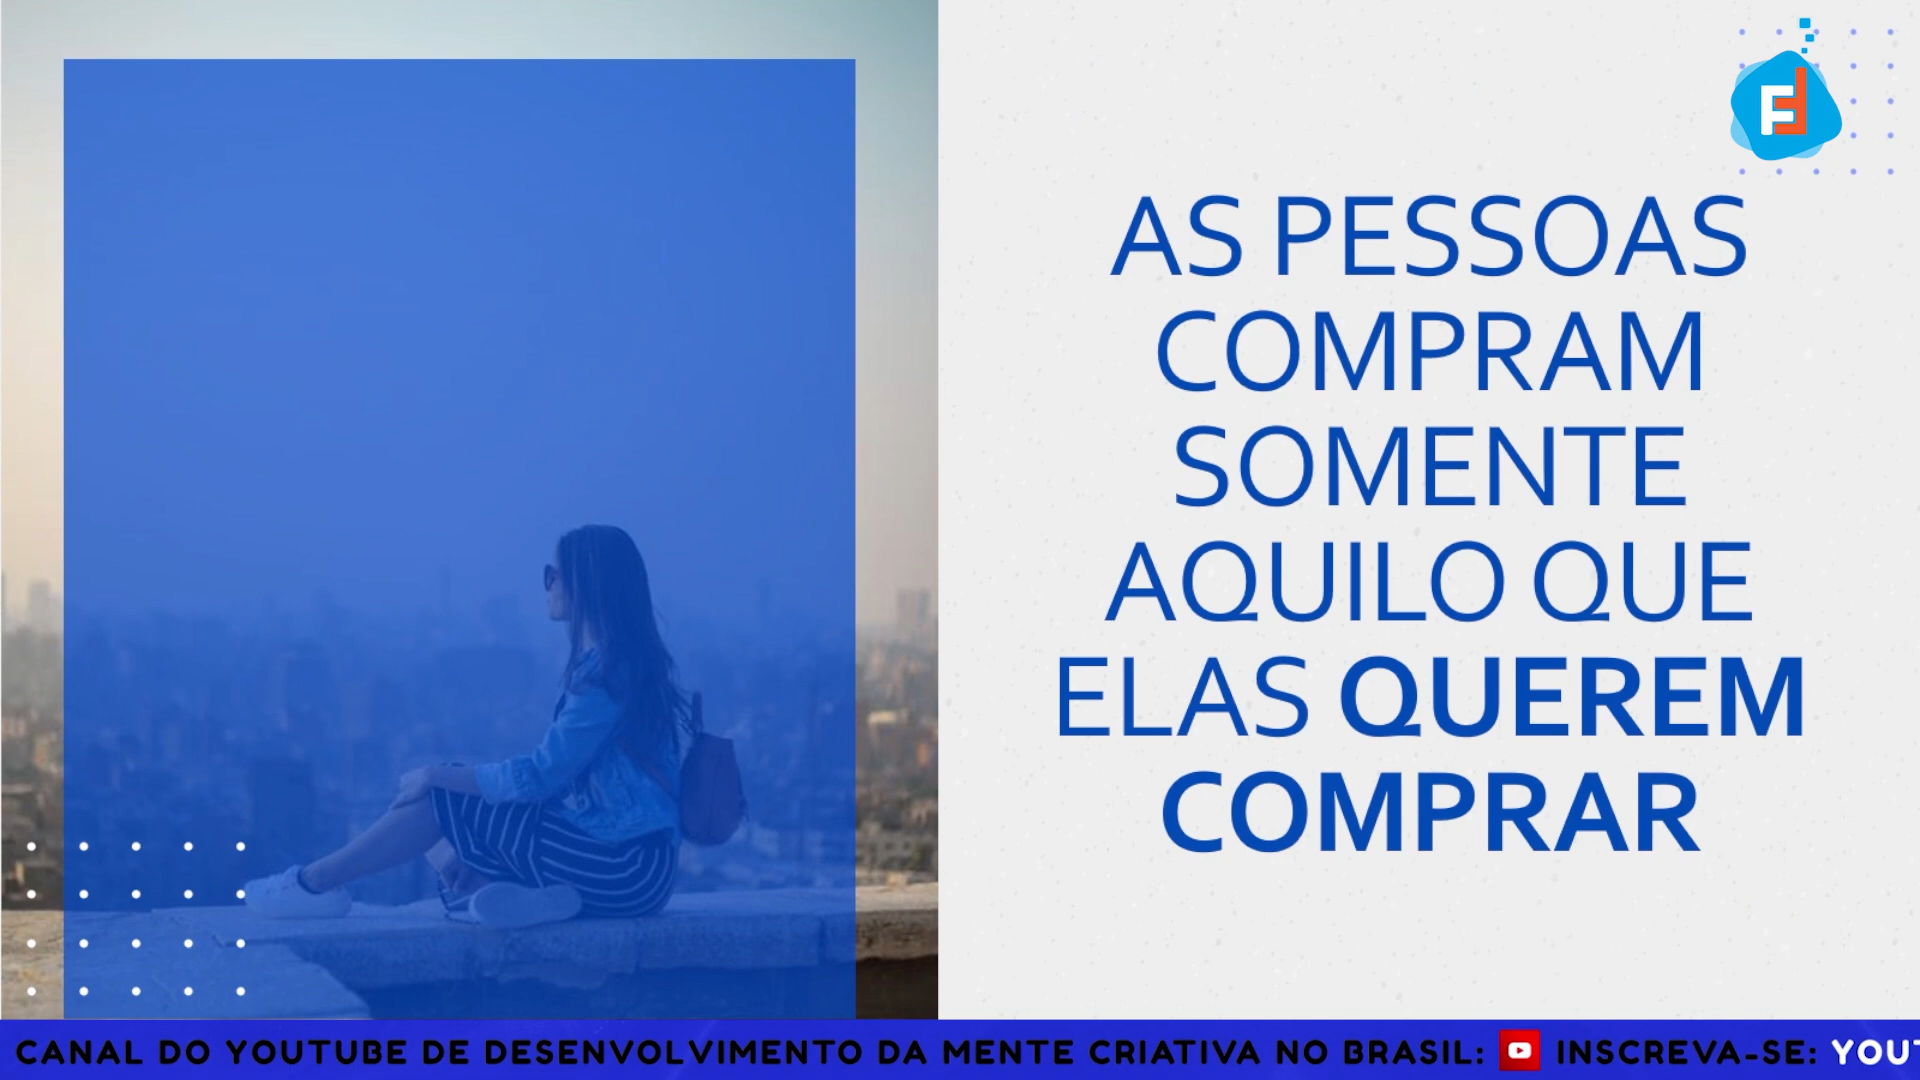 AS PESSOAS
COMPRAM
SOMENTE
AQUILO QUE
ELAS QUEREM
COMPRAR
CANAL DO YOUTUBE DE DESENVOLVIMENTO DA MENTE CRIATIVA NO BRASIL: INSCREVA-SE: YOUT